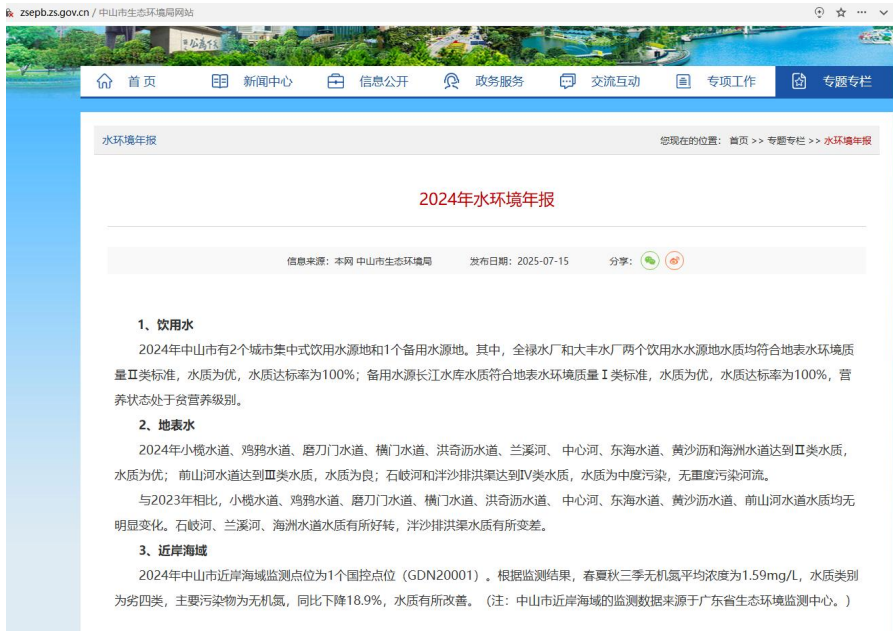 zsepb.zs.gov.cn / 中山市生态环境局网站
首 页 新闻中心 信息公开 政务服务 交流互动 专项工作 专题专栏
水环境年报 您现在的位置： 首页 >> 专题专栏 >> 水环境年报
2024年水环境年报
信息来源：本网 中山市生态环境局 发布日期：2025-07-15 分享：
1、饮用水
2024年中山市有2个城市集中式饮用水源地和1个备用水源地。其中，全禄水厂和大丰水厂两个饮用水水源地水质均符合地表水环境质
量Ⅱ类标准，水质为优，水质达标率为100%；备用水源长江水库水质符合地表水环境质量Ⅰ类标准，水质为优，水质达标率为100%，营
养状态处于贫营养级别。
2、地表水
2024年小榄水道、鸡鸦水道、磨刀门水道、横门水道、洪奇沥水道、兰溪河、 中心河、东海水道、黄沙沥和海洲水道达到Ⅱ类水质，
水质为优； 前山河水道达到Ⅲ类水质，水质为良；石岐河和泮沙排洪渠达到Ⅳ类水质，水质为中度污染，无重度污染河流。
与2023年相比，小榄水道、鸡鸦水道、磨刀门水道、横门水道、洪奇沥水道、 中心河、东海水道、黄沙沥水道、前山河水道水质均无
明显变化。石岐河、兰溪河、海洲水道水质有所好转，泮沙排洪渠水质有所变差。
3、近岸海域
2024年中山市近岸海域监测点位为1个国控点位（GDN20001）。根据监测结果，春夏秋三季无机氮平均浓度为1.59mg/L，水质类别
为劣四类，主要污染物为无机氮，同比下降18.9%，水质有所改善。（注：中山市近岸海域的监测数据来源于广东省生态环境监测中心。）